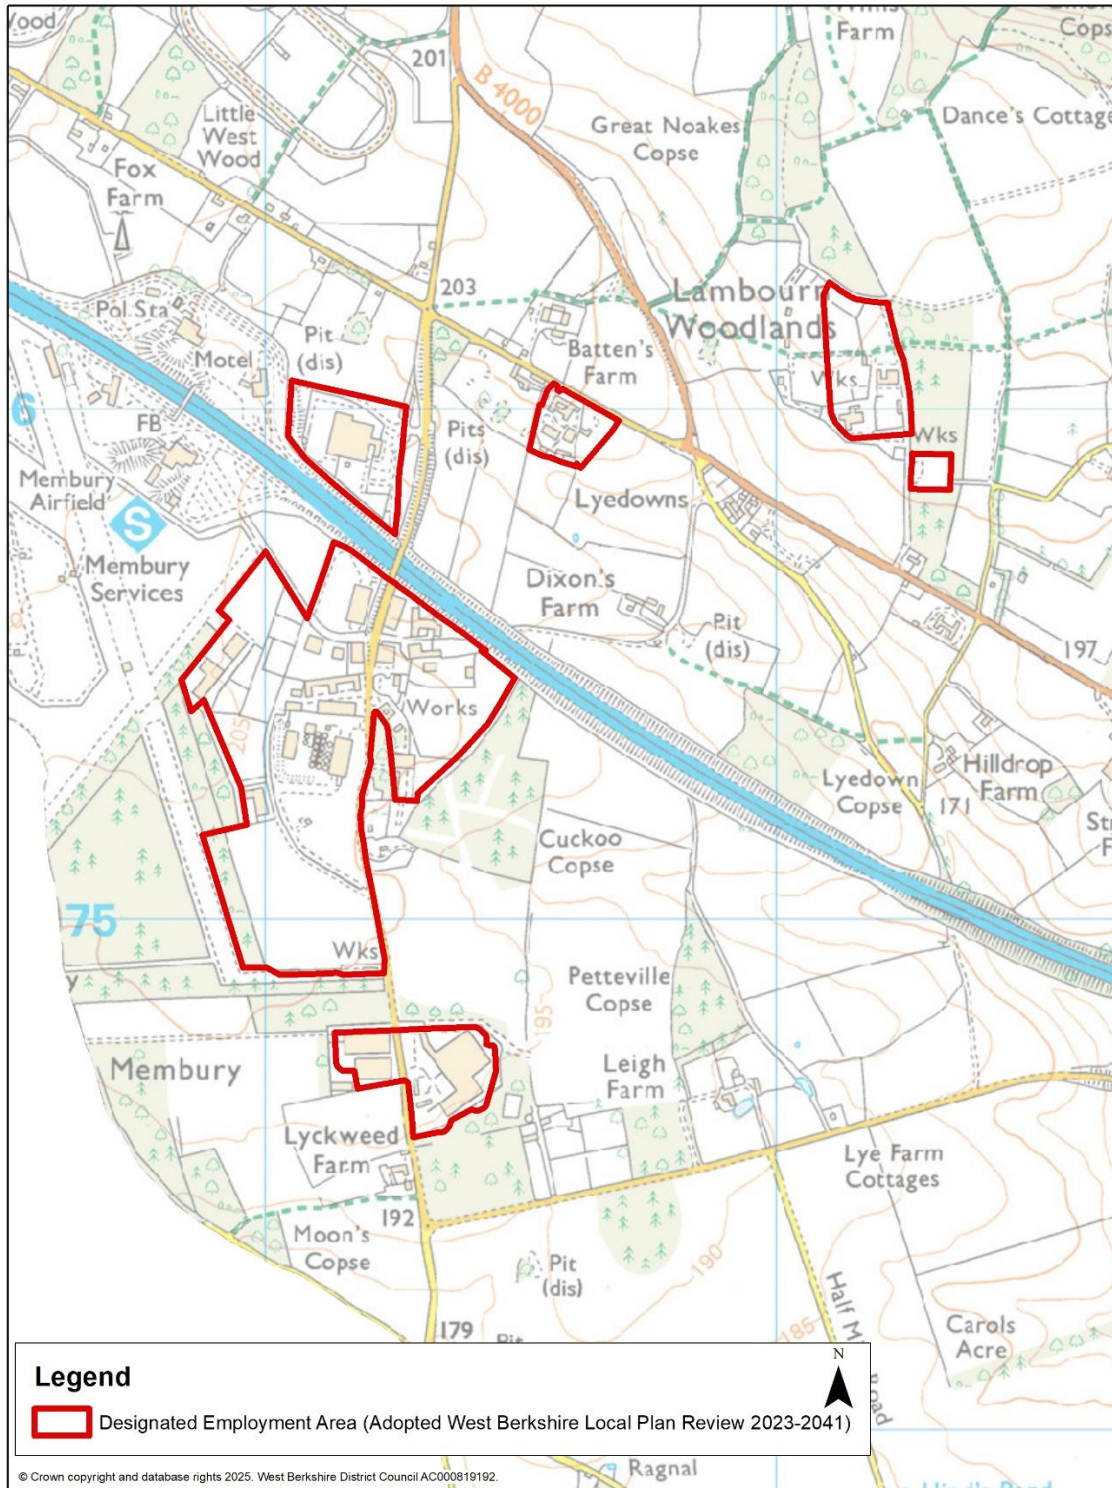 201
B 4000
Farm
Cops
Little
West
Wood
Great Noakes
Copse
Dance's Cottage
Fox
Farm
203
Lambourn
Woodlands
Pol Sta
Pit
(dis)
Motel
Batten's
Farm
Wks
6
FB
Pits
(dis)
Wks
Membury
Airfield
S
Lyedowns
Membury
Services
Dixon's
Farm
Pit
(dis)
197
Works
205
Hilldrop
Farm
Lyedown
Copse
171
Cuckoo
Copse
75
Wks
Petteville
Copse
195
Membury
Leigh
Farm
Lyckweed
Farm
Lye Farm
Cottages
192
Moon's
Copse
Pit
(dis)
190
179
185
Carols
Acre
Legend
N
Designated Employment Area (Adopted West Berkshire Local Plan Review 2023-2041)
© Crown copyright and database rights 2025. West Berkshire District Council AC000819192.
Ragnal